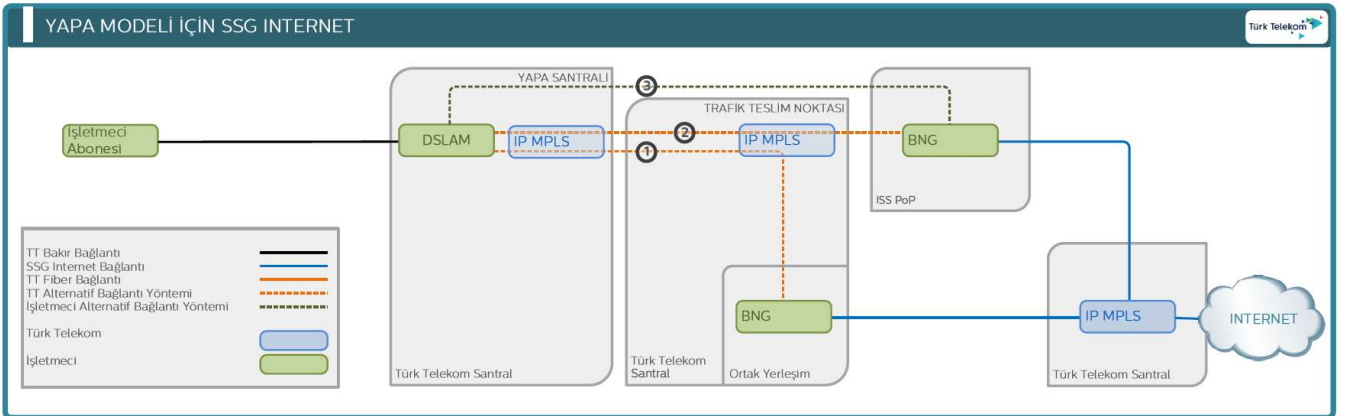 YAPA MODELİ İÇİN SSG INTERNET
Türk Telekom
YAPA SANTRALI
3
TRAFİK TESLİM NOKTASI
İşletmeci
Abonesi
DSLAM
IP MPLS
2
IP MPLS
BNG
1
ISS PoP
TT Bakır Bağlantı
SSG Internet Bağlantı
TT Fiber Bağlantı
TT Alternatif Bağlantı Yöntemi
İşletmeci Alternatif Bağlantı Yöntemi
Türk Telekom
İşletmeci
BNG
IP MPLS
INTERNET
Türk Telekom Santral
Türk Telekom
Santral
Ortak Yerleşim
Türk Telekom Santral